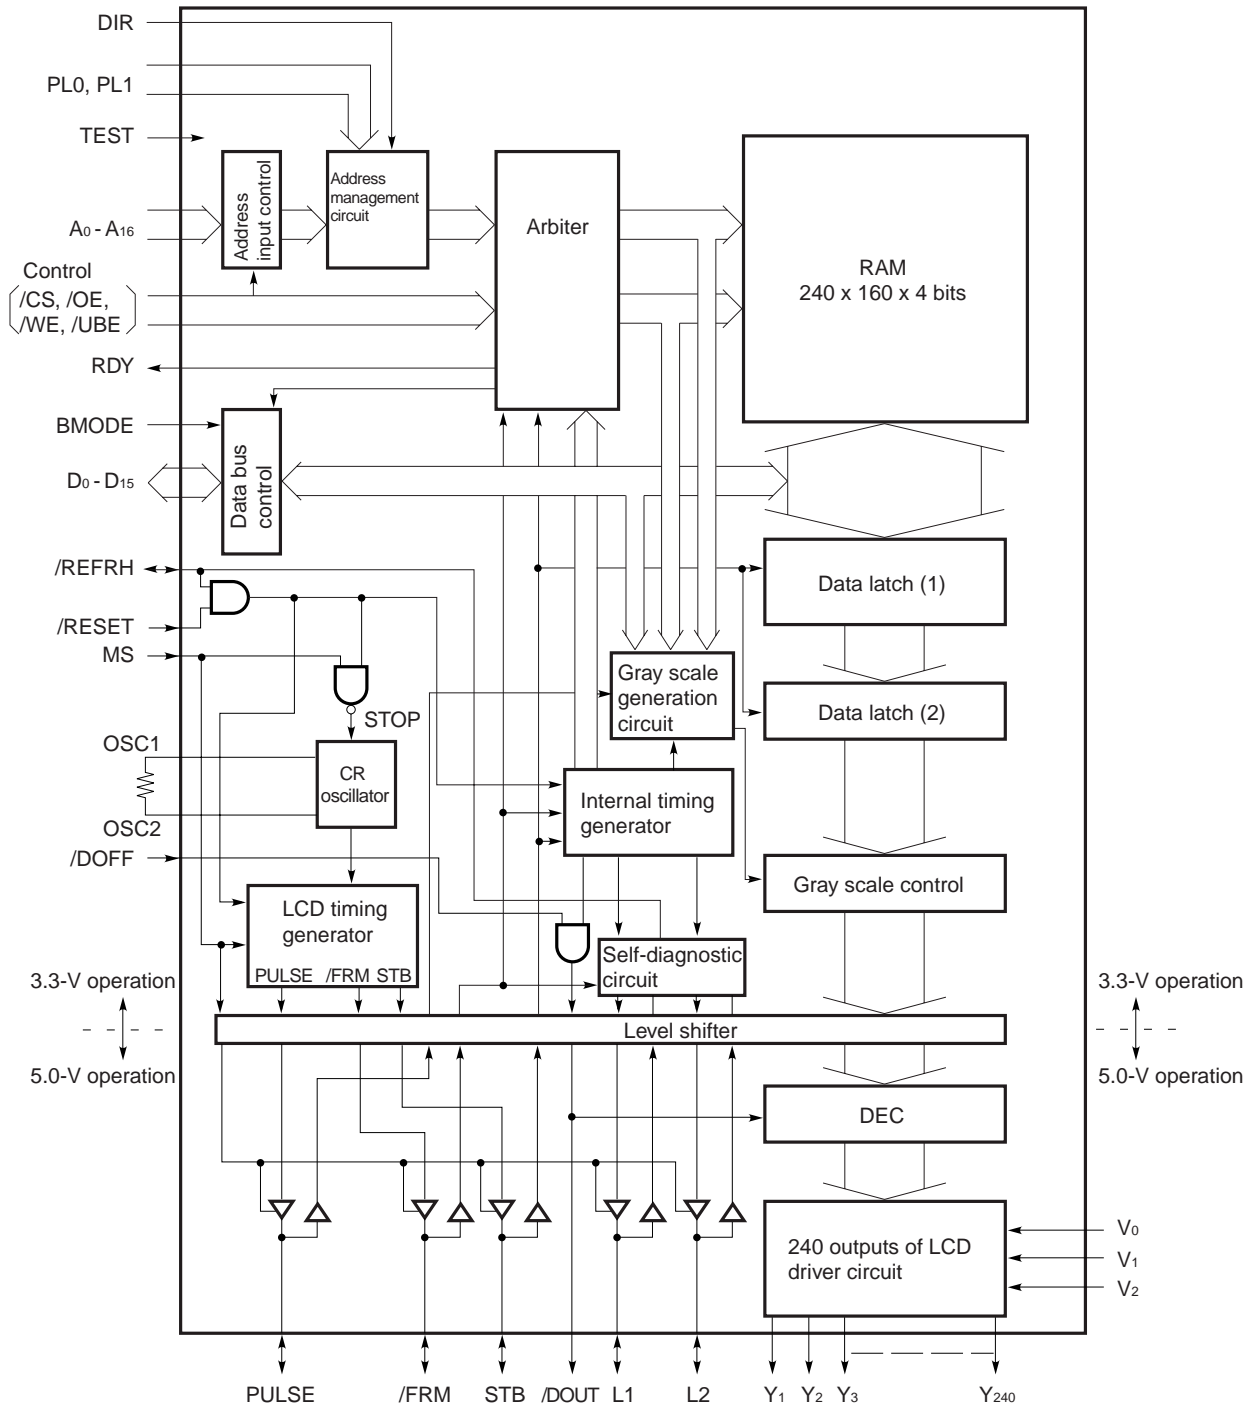 DIR
PL0, PL1
TEST
A0 - A16
Control
/CS, /OE,
/WE, /UBE
RDY
BMODE
D0 - D15
/REFRH
/RESET
MS
OSC1
OSC2
/DOFF
Address
input control
Address
management
circuit
Arbiter
RAM
240 x 160 x 4 bits
Data bus
control
Data latch (1)
Gray scale
generation
circuit
Data latch (2)
STOP
CR
oscillator
Internal timing
generator
Gray scale control
LCD timing
generator
PULSE /FRM STB
Self-diagnostic
circuit
3.3-V operation
5.0-V operation
3.3-V operation
5.0-V operation
Level shifter
DEC
240 outputs of LCD
driver circuit
V0
V1
V2
PULSE /FRM STB /DOUT L1 L2 Y1 Y2 Y3 Y240